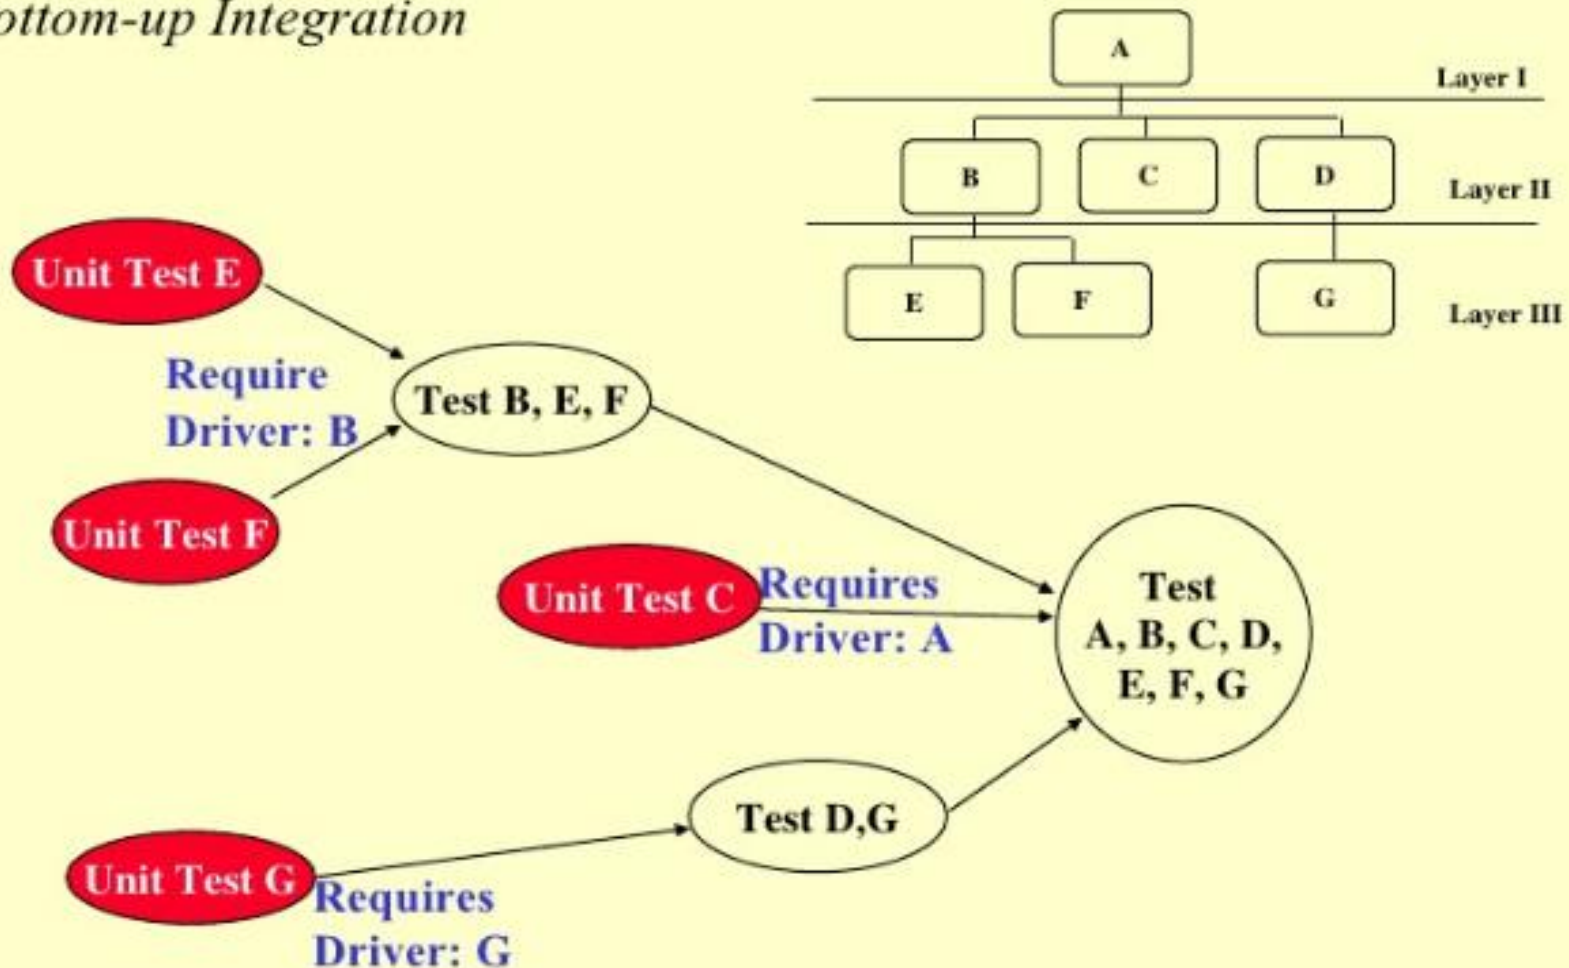 ottom-up Integration
A
Layer I
B
C
D
Layer II
E
F
G
Layer III
Unit Test E
Require
Driver: B
Test B, E, F
Unit Test F
Unit Test C
Requires
Driver: A
Test
A, B, C, D,
E, F, G
Test D,G
Unit Test G
Requires
Driver: G